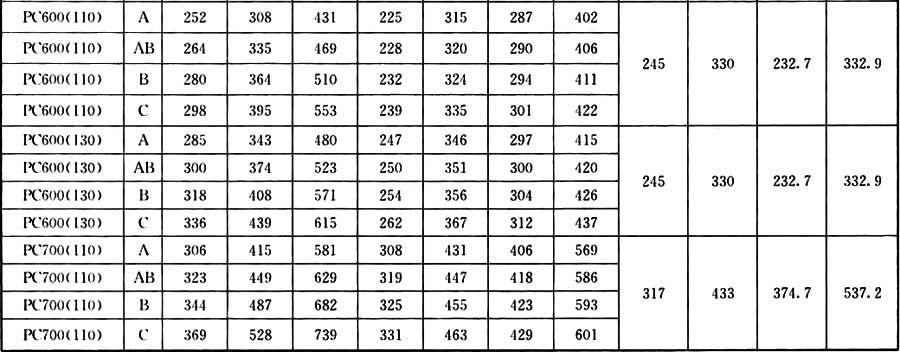 PC600(110) A 252 308 431 225 315 287 402
PC600(110) AB 264 335 469 228 320 290 406
245 330 232.7 332.9
PC600(110) B 280 364 510 232 324 294 411
PC600(110) C 298 395 553 239 335 301 422
PC600(130) A 285 343 480 247 346 297 415
PC600(130) AB 300 374 523 250 351 300 420
245 330 232.7 332.9
PC600(130) B 318 408 571 254 356 304 426
PC600(130) C 336 439 615 262 367 312 437
PC700(110) A 306 415 581 308 431 406 569
PC700(110) AB 323 449 629 319 447 418 586
317 433 374.7 537.2
PC700(110) B 344 487 682 325 455 423 593
PC700(110) C 369 528 739 331 463 429 601